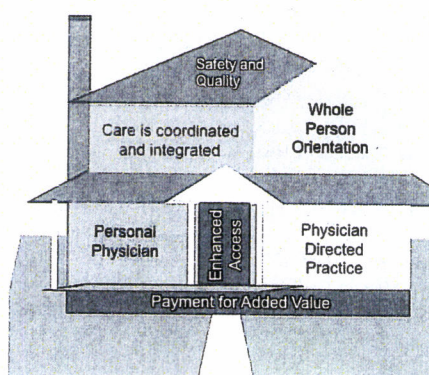 Safety and
Quality
Care is coordinated
and integrated
Whole
Person
Orientation
Personal
Physician
Enhanced
Access
Physician
Directed
Practice
Payment for Added Value